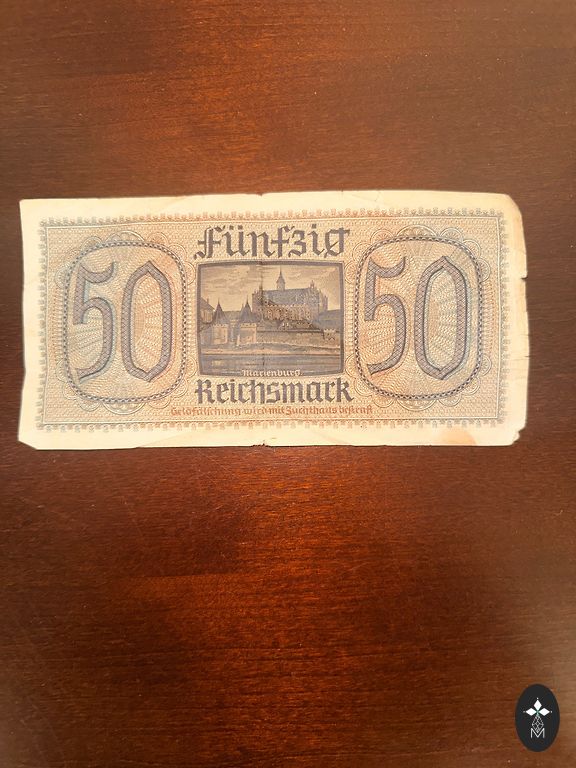 Fünfzig
50
50
Marienburg
Reichsmark
Geldfälschung wird mit Zuchthaus bestraft
M